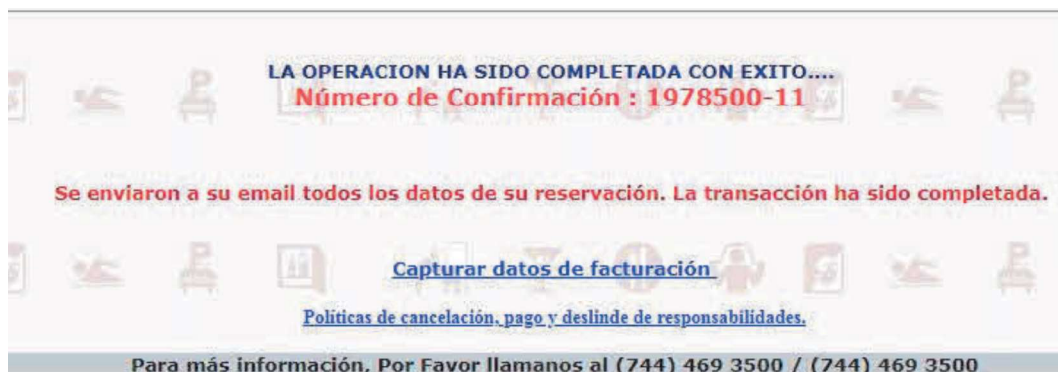 LA OPERACION HA SIDO COMPLETADA CON EXITO....
Número de Confirmación : 1978500-11
Se enviaron a su email todos los datos de su reservación. La transacción ha sido completada.
Capturar datos de facturación
Políticas de cancelación, pago y deslinde de responsabilidades.
Para más información, Por Favor llamanos al (744) 469 3500 / (744) 469 3500